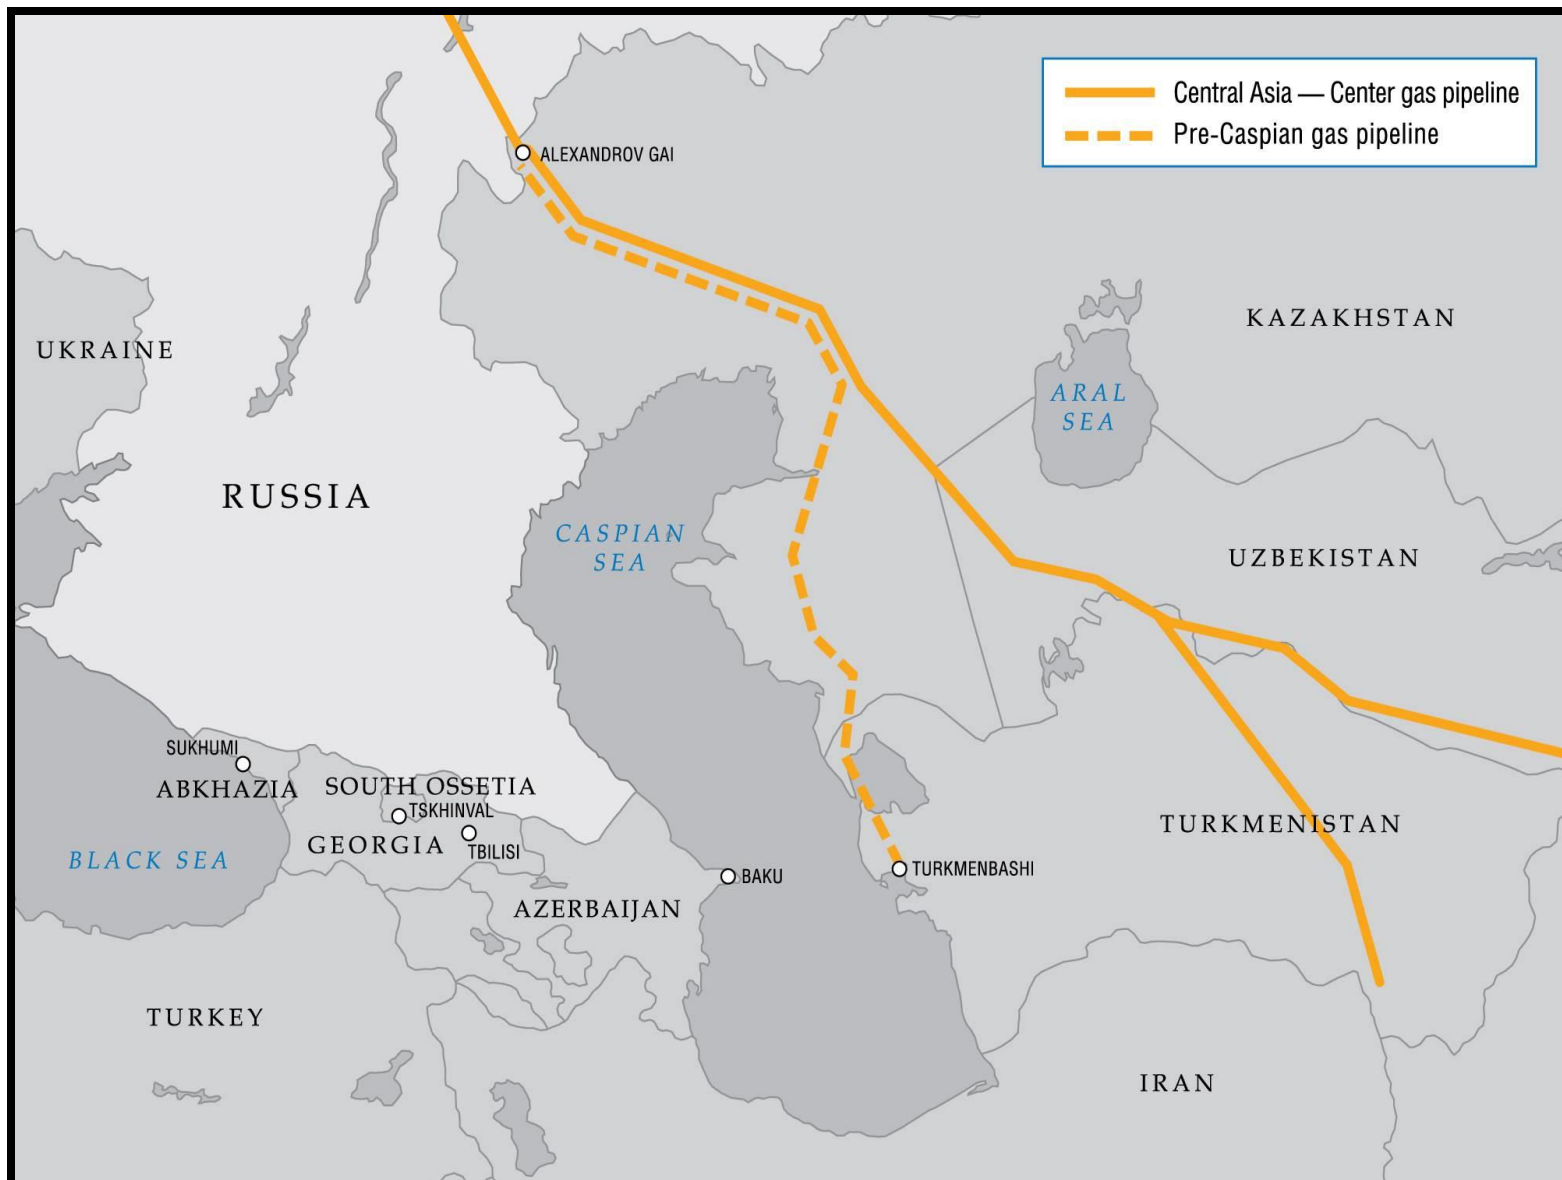 Central Asia — Center gas pipeline
Pre-Caspian gas pipeline
ALEXANDROV GAI
KAZAKHSTAN
UKRAINE
ARAL
SEA
RUSSIA
CASPIAN
SEA
UZBEKISTAN
SUKHUMI
ABKHAZIA
SOUTH OSSETIA
TSKHINVAL
TURKMENISTAN
GEORGIA
TBILISI
BLACK SEA
BAKU
TURKMENBASHI
AZERBAIJAN
TURKEY
IRAN